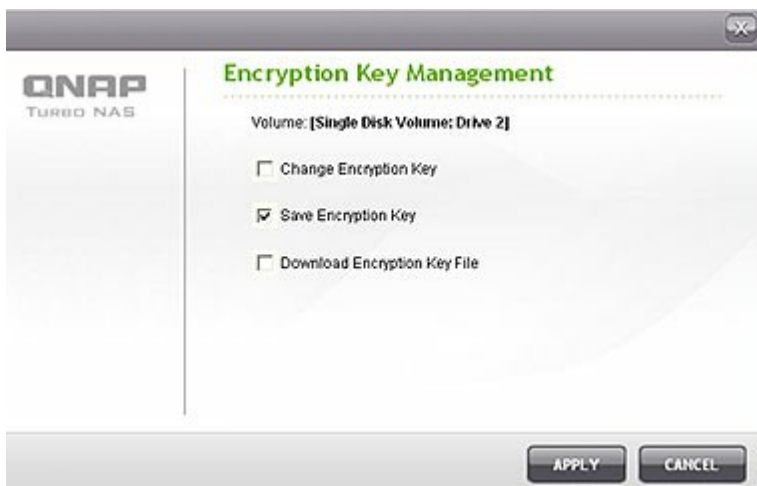 QNAP
TURBO NAS
Encryption Key Management
Volume: [Single Disk Volume: Drive 2]
Change Encryption Key
Save Encryption Key
Download Encryption Key File
APPLY
CANCEL